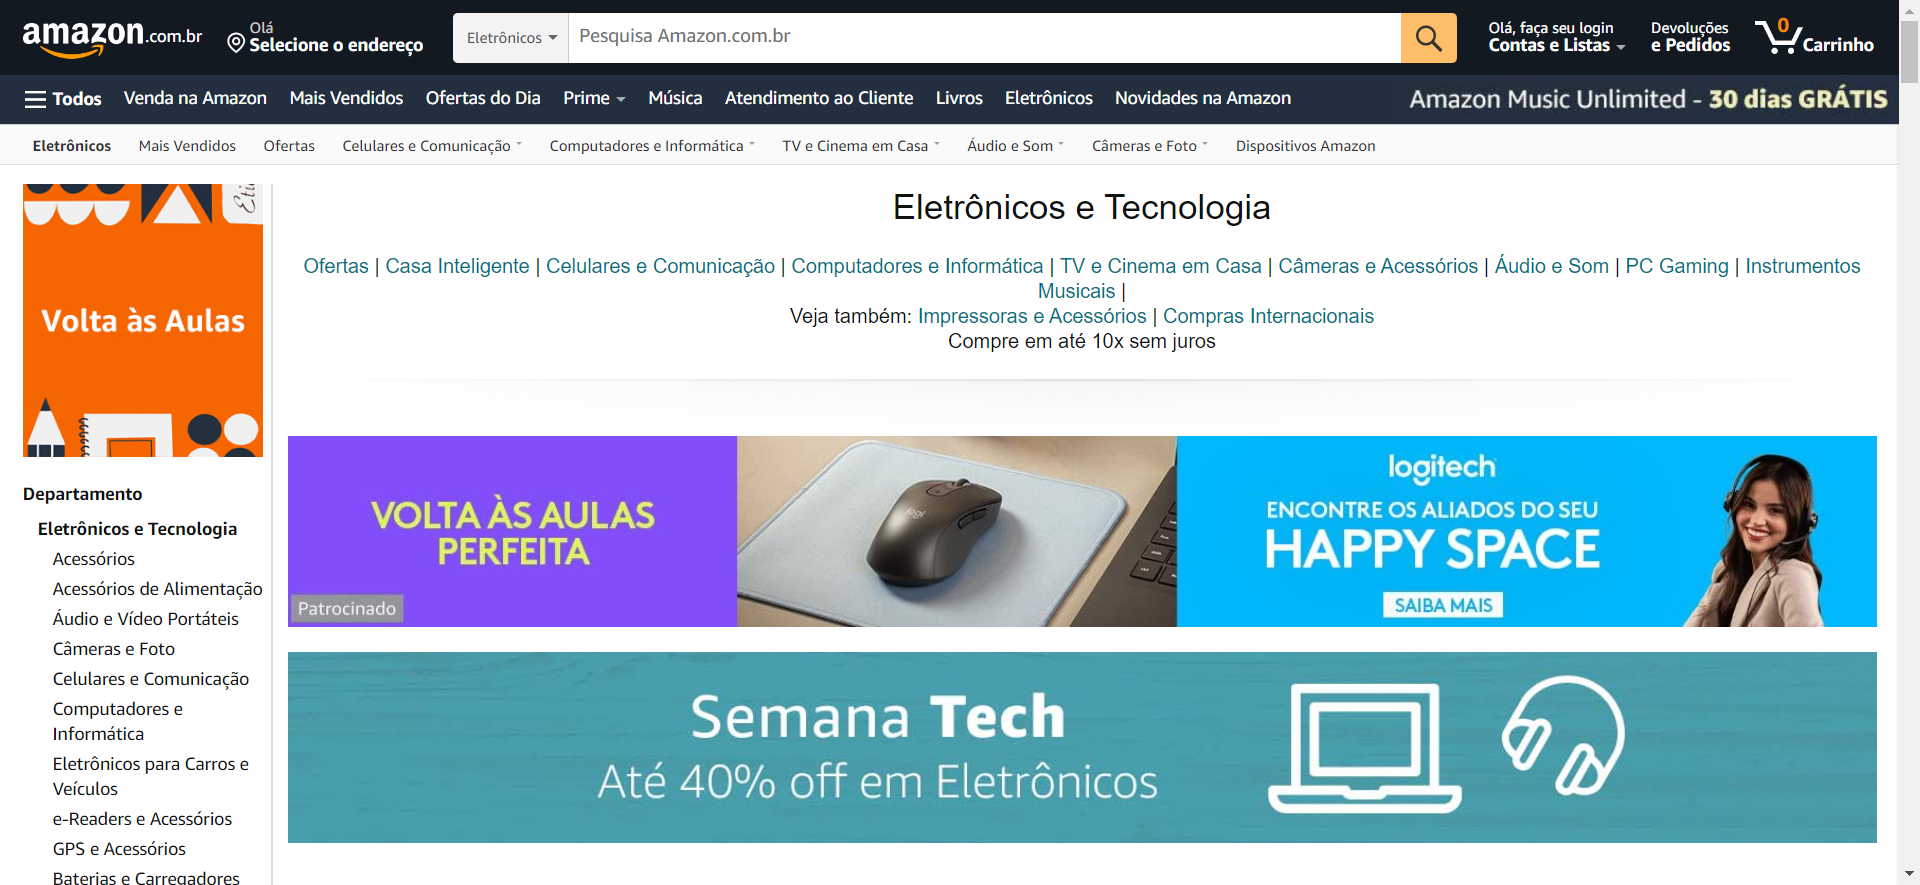 amazon.com.br
Olá
Selecione o endereço
Eletrônicos
Pesquisa Amazon.com.br
Olá, faça seu login
Contas e Listas
Devoluções
e Pedidos
0
Carrinho
Todos
Venda na Amazon
Mais Vendidos
Ofertas do Dia
Prime
Música
Atendimento ao Cliente
Livros
Eletrônicos
Novidades na Amazon
Amazon Music Unlimited - 30 dias GRÁTIS
Eletrônicos
Mais Vendidos
Ofertas
Celulares e Comunicação
Computadores e Informática
TV e Cinema em Casa
Áudio e Som
Câmeras e Foto
Dispositivos Amazon
Volta às Aulas
Departamento
Eletrônicos e Tecnologia
Acessórios
Acessórios de Alimentação
Áudio e Vídeo Portáteis
Câmeras e Foto
Celulares e Comunicação
Computadores e
Informática
Eletrônicos para Carros e
Veículos
e-Readers e Acessórios
GPS e Acessórios
Baterias e Carregadores
Eletrônicos e Tecnologia
Ofertas | Casa Inteligente | Celulares e Comunicação | Computadores e Informática | TV e Cinema em Casa | Câmeras e Acessórios | Áudio e Som | PC Gaming | Instrumentos
Musicais |
Veja também: Impressoras e Acessórios | Compras Internacionais
Compre em até 10x sem juros
VOLTA ÀS AULAS
PERFEITA
Patrocinado
logi
logitech
ENCONTRE OS ALIADOS DO SEU
HAPPY SPACE
SAIBA MAIS
Semana Tech
Até 40% off em Eletrônicos